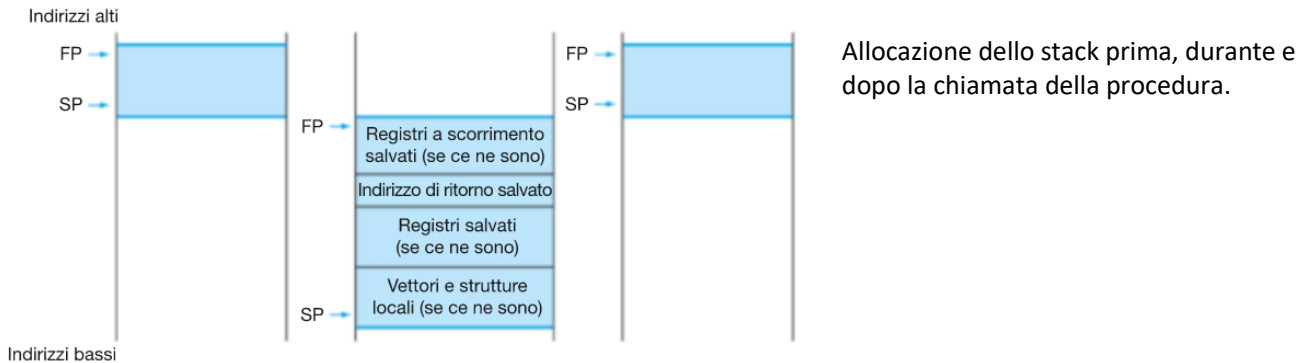 Indirizzi alti
FP
SP
FP
Registri a scorrimento
salvati (se ce ne sono)
Indirizzo di ritorno salvato
Registri salvati
(se ce ne sono)
Vettori e strutture
locali (se ce ne sono)
SP
FP
SP
Indirizzi bassi
Allocazione dello stack prima, durante e
dopo la chiamata della procedura.